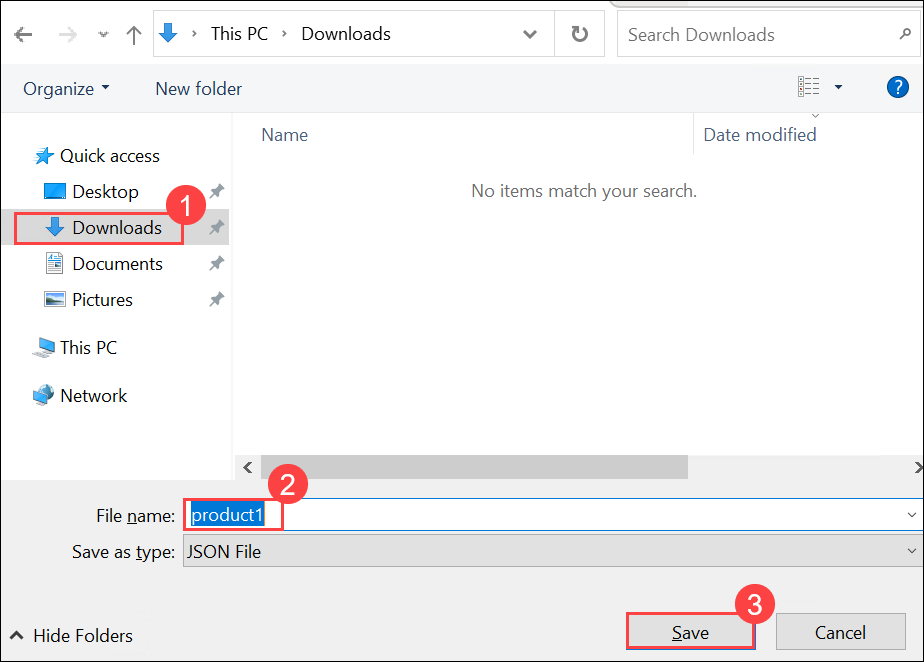 This PC > Downloads
Search Downloads
Organize
New folder
?
Name
Date modified
No items match your search.
Quick access
Desktop
1
Downloads
Documents
Pictures
This PC
Network
2
File name: product1
Save as type: JSON File
3
Hide Folders
Save
Cancel